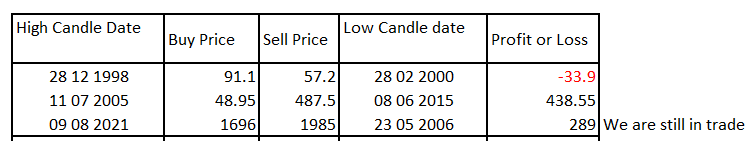 High Candle Date Buy Price Sell Price Low Candle date Profit or Loss
28 12 1998 91.1 57.2 28 02 2000 -33.9
11 07 2005 48.95 487.5 08 06 2015 438.55
09 08 2021 1696 1985 23 05 2006 289 We are still in trade